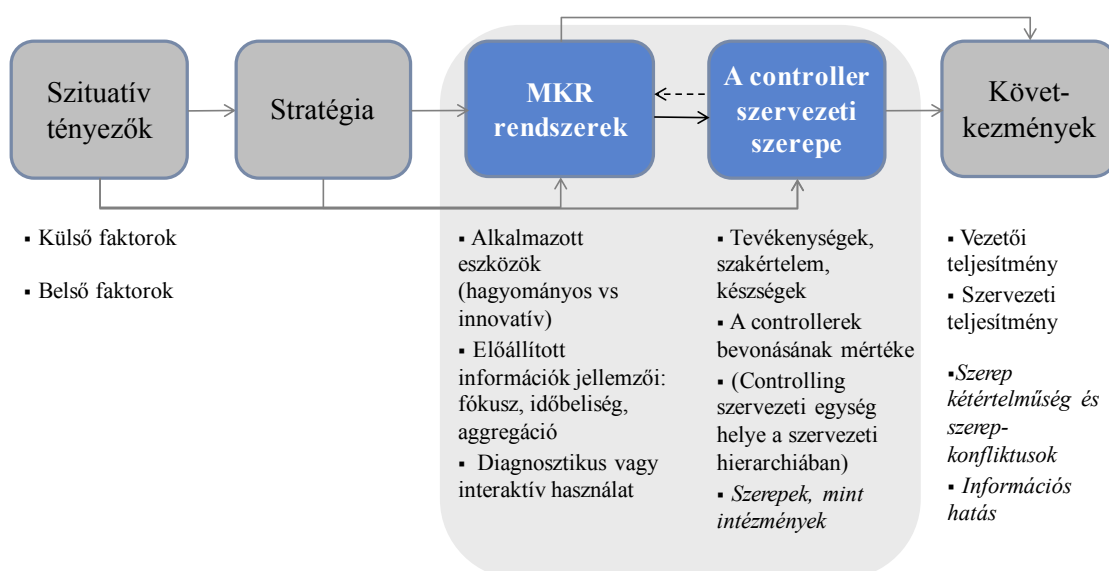 Szituatív
tényezők
Stratégia
MKR
rendszerek
A controller
szervezeti
szerepe
Követ-
kezmények
▪ Külső faktorok
▪ Belső faktorok
▪ Alkalmazott
eszközök
(hagyományos vs
innovatív)
▪ Előállított
információk jellemzői:
fókusz, időbeliség,
aggregáció
▪ Diagnosztikus vagy
interaktív használat
▪ Tevékenységek,
szakértelem,
készségek
▪ A controllerek
bevonásának mértéke
▪ (Controlling
szervezeti egység
helye a szervezeti
hierarchiában)
▪ Szerepek, mint
intézmények
▪ Vezetői
teljesítmény
▪ Szervezeti
teljesítmény
▪Szerep
kétértelműség és
szerep-
konfliktusok
▪ Információs
hatás